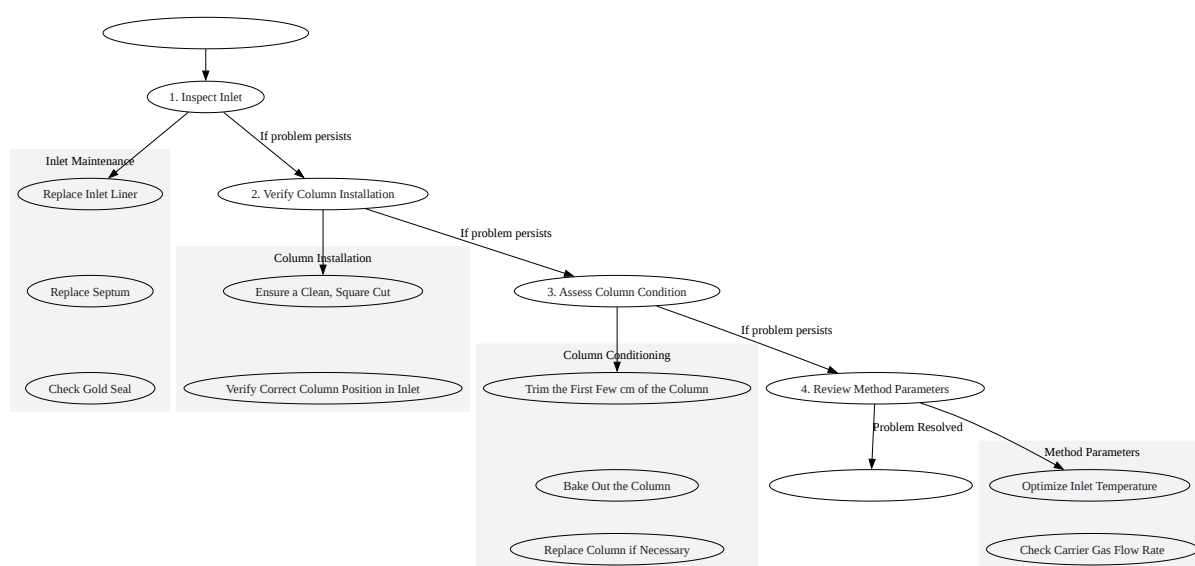 1. Inspect Inlet
If problem persists
Inlet Maintenance
Replace Inlet Liner
2. Verify Column Installation
If problem persists
Column Installation
Replace Septum
Ensure a Clean, Square Cut
3. Assess Column Condition
If problem persists
Column Conditioning
Check Gold Seal
Verify Correct Column Position in Inlet
Trim the First Few cm of the Column
4. Review Method Parameters
Problem Resolved
Method Parameters
Bake Out the Column
Optimize Inlet Temperature
Replace Column if Necessary
Check Carrier Gas Flow Rate